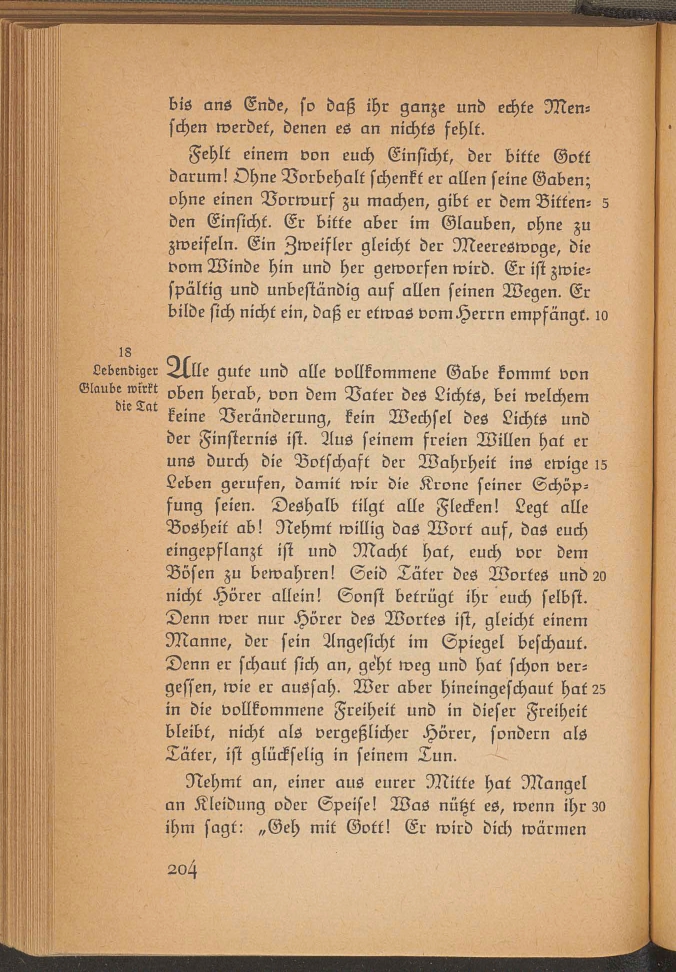 bis ans Ende, so daß ihr ganze und echte Men-
schen werdet, denen es an nichts fehlt.
Fehlt einem von euch Einsicht, der bitte Gott
darum! Ohne Vorbehalt schenkt er allen seine Gaben;
ohne einen Vorwurf zu machen, gibt er dem Bitten- 5
den Einsicht. Er bitte aber im Glauben, ohne zu
zweifeln. Ein Zweifler gleicht der Meereswoge, die
vom Winde hin und her geworfen wird. Er ist zwie-
spältig und unbeständig auf allen seinen Wegen. Er
bilde sich nicht ein, daß er etwas vom Herrn empfängt. 10
18
Lebendiger
Glaube wirkt
die Tat
Alle gute und alle vollkommene Gabe kommt von
oben herab, von dem Vater des Lichts, bei welchem
keine Veränderung, kein Wechsel des Lichts und
der Finsternis ist. Aus seinem freien Willen hat er
uns durch die Botschaft der Wahrheit ins ewige 15
Leben gerufen, damit wir die Krone seiner Schöp-
fung seien. Deshalb tilgt alle Flecken! Legt alle
Bosheit ab! Nehmt willig das Wort auf, das euch
eingepflanzt ist und Macht hat, euch vor dem
Bösen zu bewahren! Seid Täter des Wortes und 20
nicht Hörer allein! Sonst betrügt ihr euch selbst.
Denn wer nur Hörer des Wortes ist, gleicht einem
Manne, der sein Angesicht im Spiegel beschaut.
Denn er schaut sich an, geht weg und hat schon ver-
gessen, wie er aussah. Wer aber hineingeschaut hat 25
in die vollkommene Freiheit und in dieser Freiheit
bleibt, nicht als vergeßlicher Hörer, sondern als
Täter, ist glückselig in seinem Tun.
Nehmt an, einer aus eurer Mitte hat Mangel
an Kleidung oder Speise! Was nützt es, wenn ihr 30
ihm sagt: „Geh mit Gott! Er wird dich wärmen
204